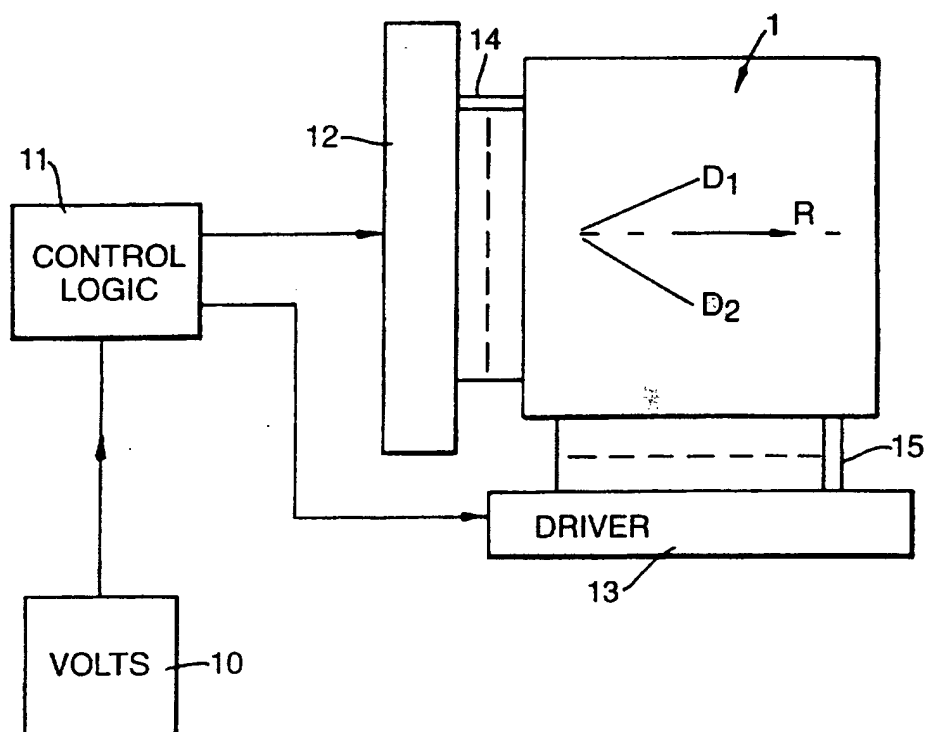 1
14
12
11
CONTROL
LOGIC
D1
R
D2
15
DRIVER
13
VOLTS
10